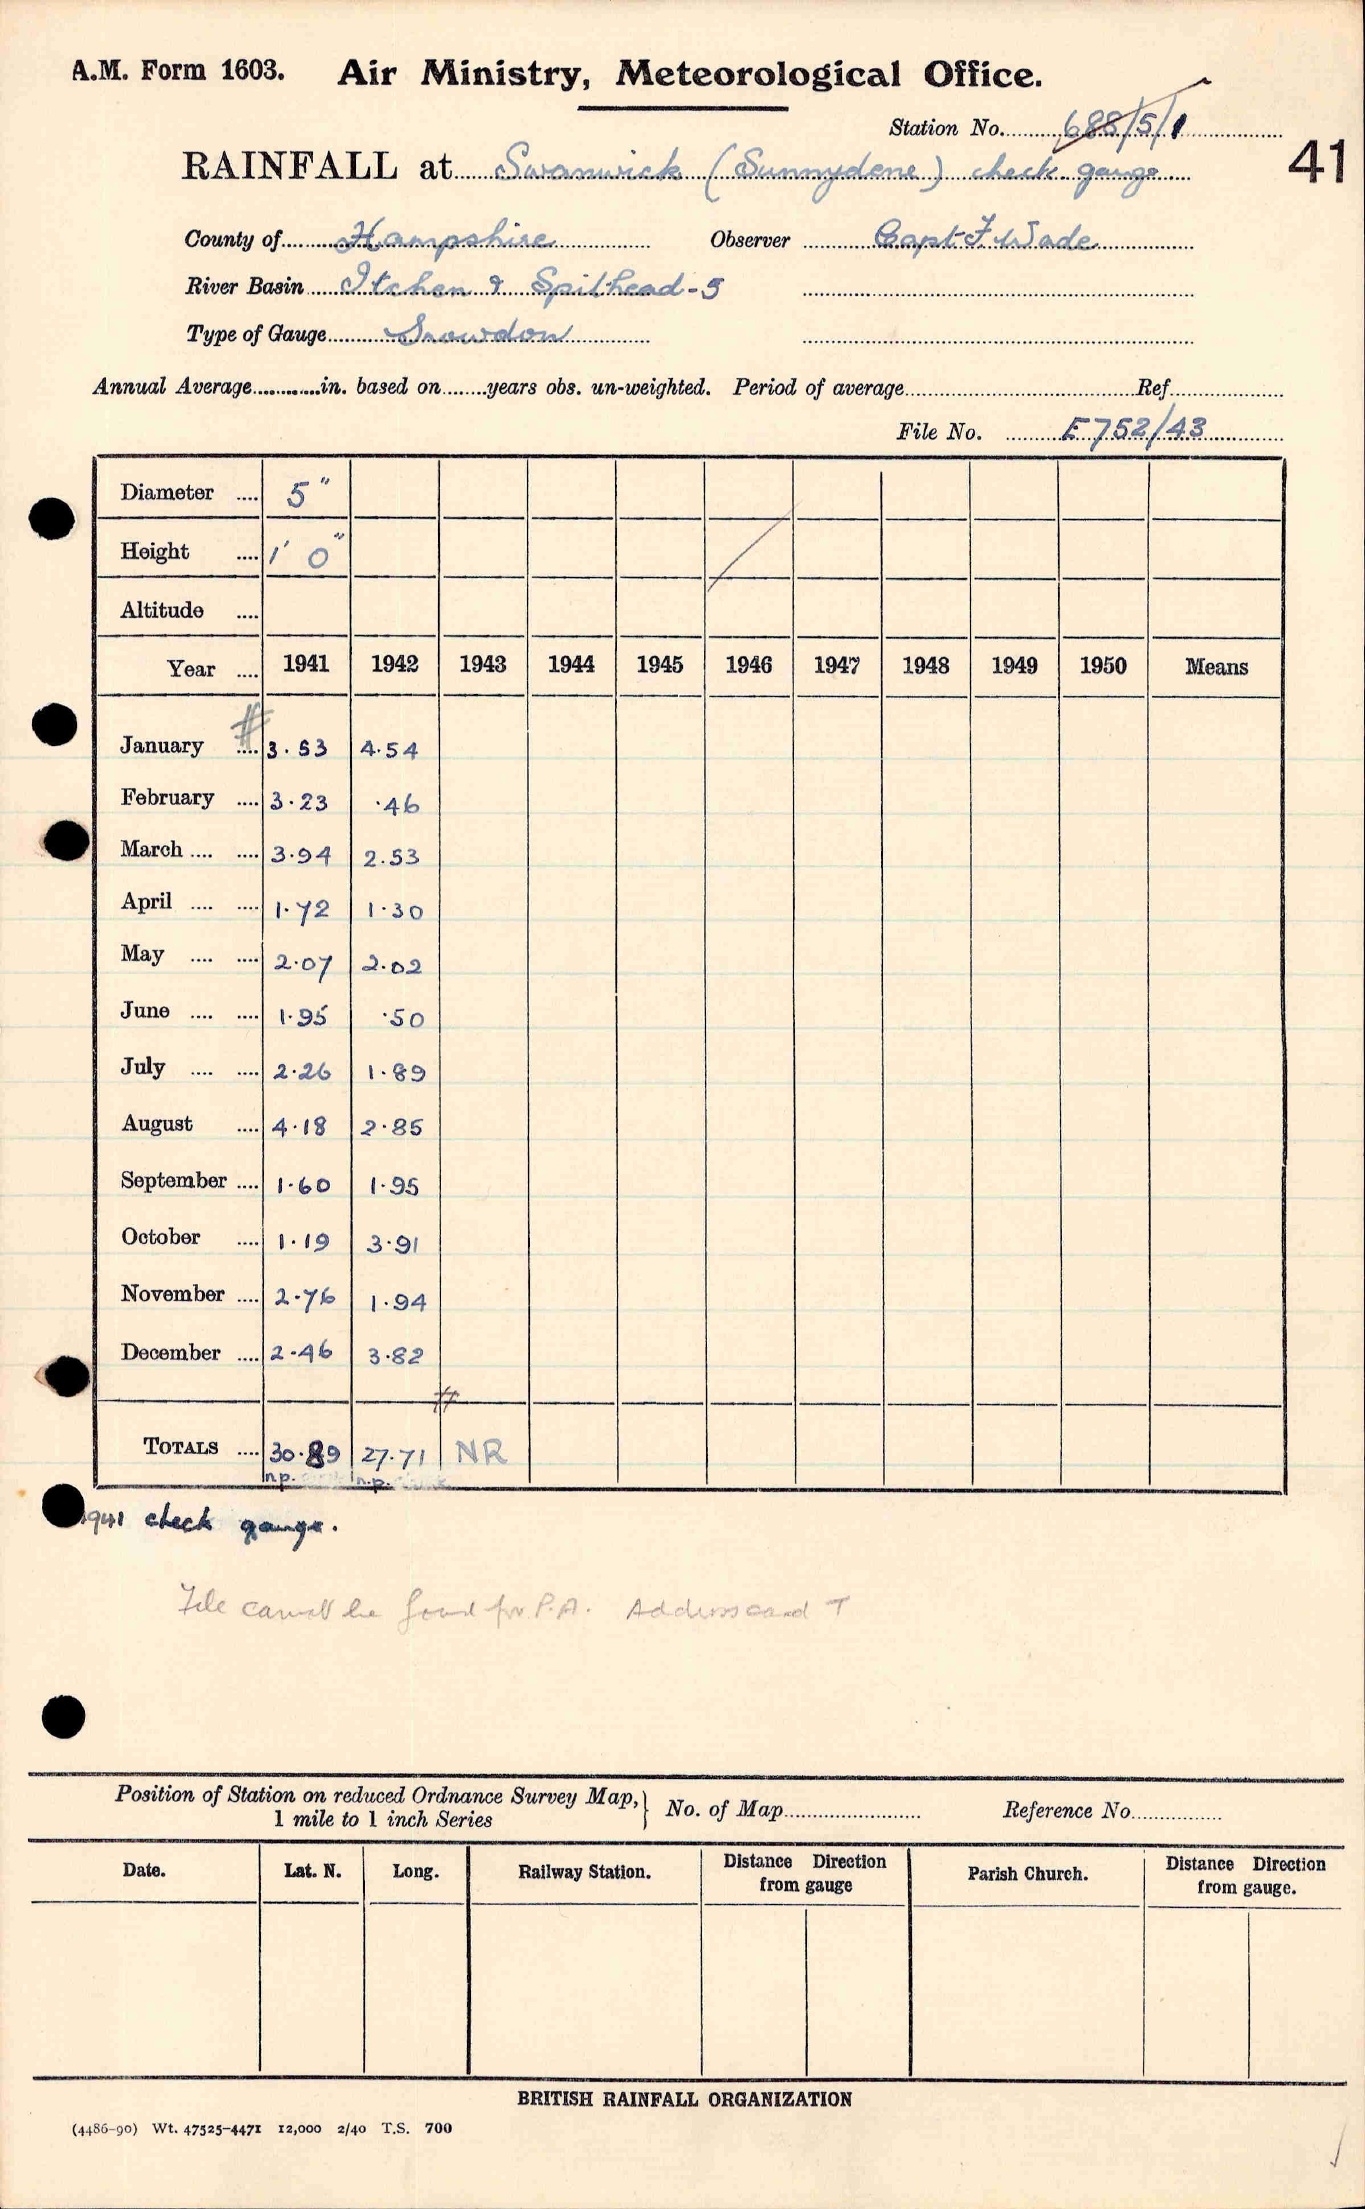 A.M. Form 1603. Air Ministry, Meteorological Office.
Station No. 688/5/1
41
RAINFALL at Swanwick (Sunnydene) check gauge
County of Hampshire Observer Capt F Wade
River Basin Itchen & Spithead-5
Type of Gauge Snowdon
Annual Average in. based on years obs. un-weighted. Period of average Ref
File No. E752/43
Diameter 5"
Height 1' 0"
Altitude
Year 1941 1942 1943 1944 1945 1946 1947 1948 1949 1950 Means
January 3.53 4.54
February 3.23 .46
March 3.94 2.53
April 1.72 1.30
May 2.07 2.02
June 1.95 .50
July 2.26 1.89
August 4.18 2.85
September 1.60 1.95
October 1.19 3.91
November 2.76 1.94
December 2.46 3.82
TOTALS 30.89 27.71 NR
n.p. n.p.
1941 check gauge.
File cannot be found for P.A. Address card T
Position of Station on reduced Ordnance Survey Map, 1 mile to 1 inch Series } No. of Map Reference No.
Date. Lat. N. Long. Railway Station. Distance Direction from gauge Parish Church. Distance Direction from gauge.
BRITISH RAINFALL ORGANIZATION
(4486-90) Wt. 47525-4471 12,000 2/40 T.S. 700